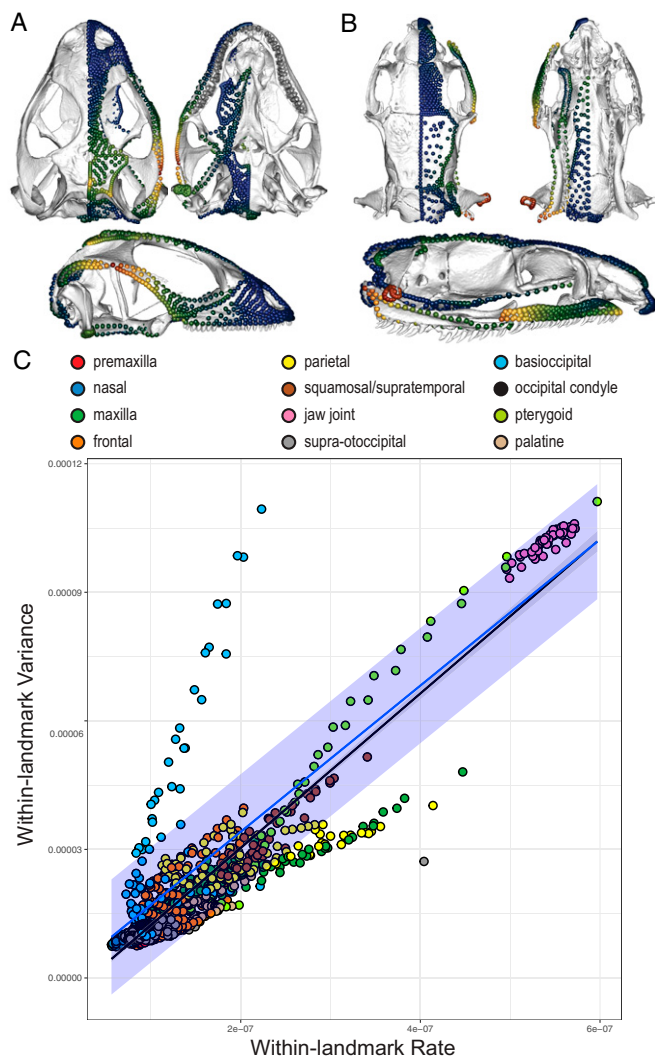 A
B
C
premaxilla
parietal
basioccipital
nasal
squamosal/supratemporal
occipital condyle
maxilla
jaw joint
pterygoid
frontal
supra-otoccipital
palatine
0.00012
0.00009
0.00006
0.00003
0.00000
Within-landmark Variance
2e−07
4e−07
6e−07
Within-landmark Rate